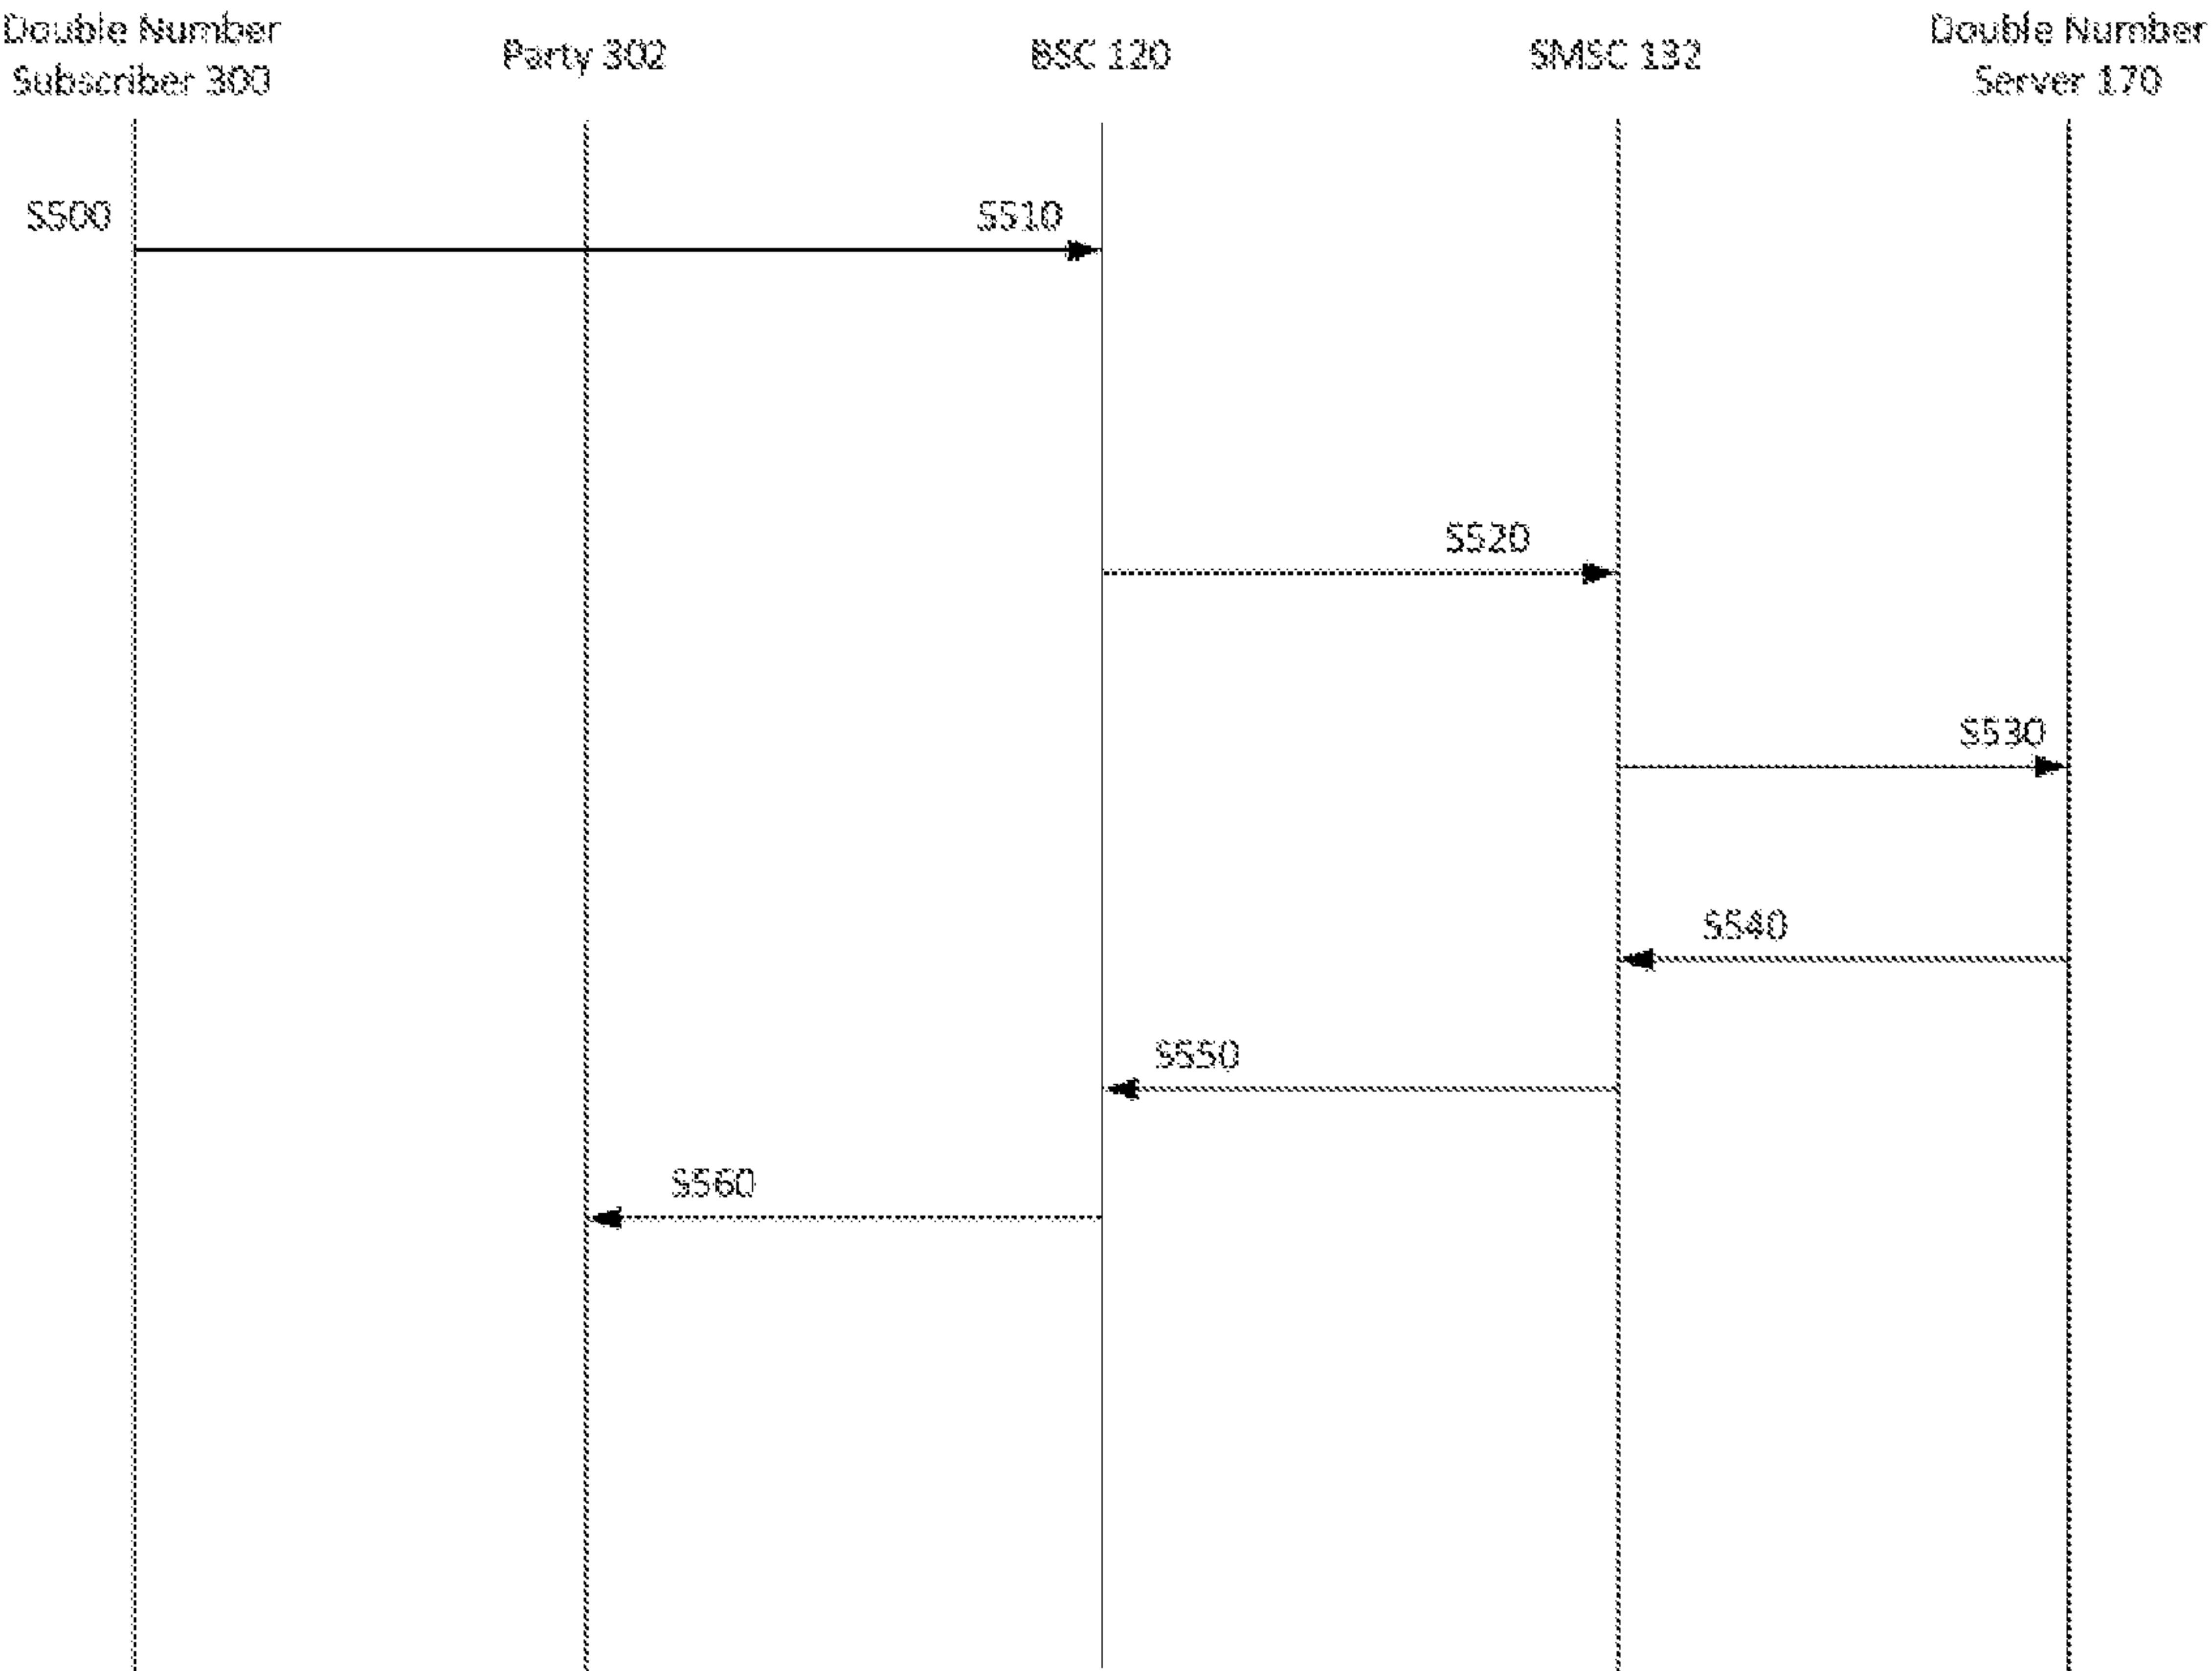 Double Number
Subscriber 300
Party 302
BSC 120
SMSC 132
Double Number
Server 170
S500
S510
S520
S530
S540
S550
S560